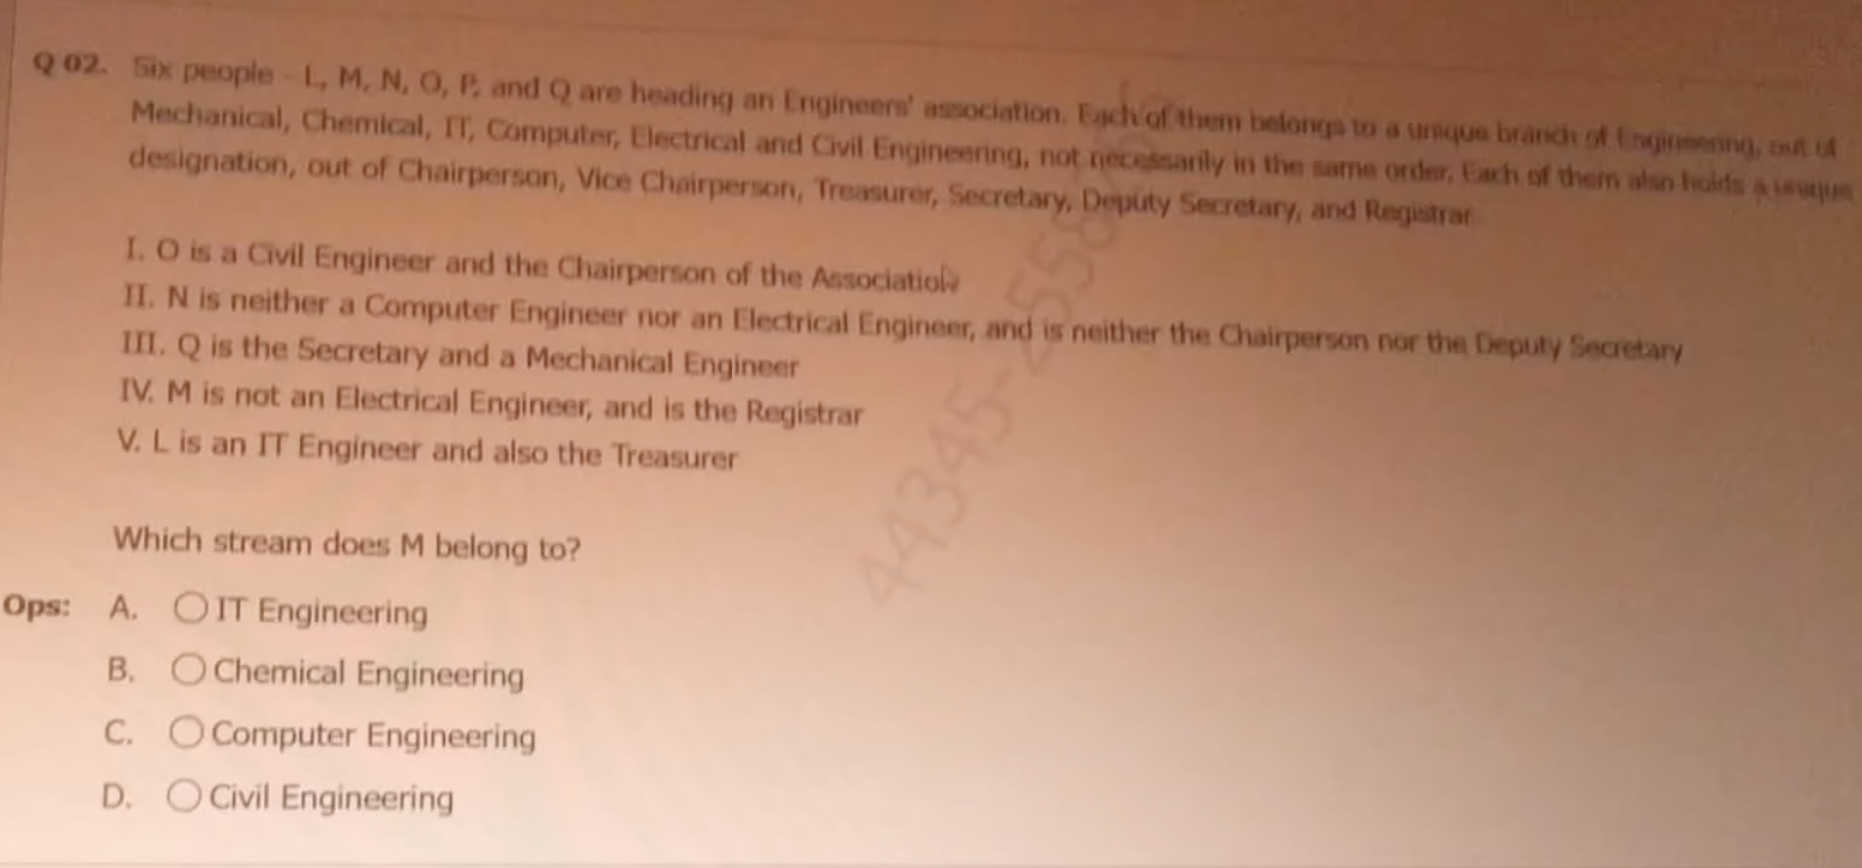 Q 02. Six people - L, M, N, O, P, and Q are heading an Engineers' association. Each of them belongs to a unique branch of Engineering, out of
Mechanical, Chemical, IT, Computer, Electrical and Civil Engineering, not necessarily in the same order. Each of them also holds a unique
designation, out of Chairperson, Vice Chairperson, Treasurer, Secretary, Deputy Secretary, and Registrar
I. O is a Civil Engineer and the Chairperson of the Association
II. N is neither a Computer Engineer nor an Electrical Engineer, and is neither the Chairperson nor the Deputy Secretary
III. Q is the Secretary and a Mechanical Engineer
IV. M is not an Electrical Engineer, and is the Registrar
V. L is an IT Engineer and also the Treasurer
Which stream does M belong to?
Ops: A. IT Engineering
B. Chemical Engineering
C. Computer Engineering
D. Civil Engineering